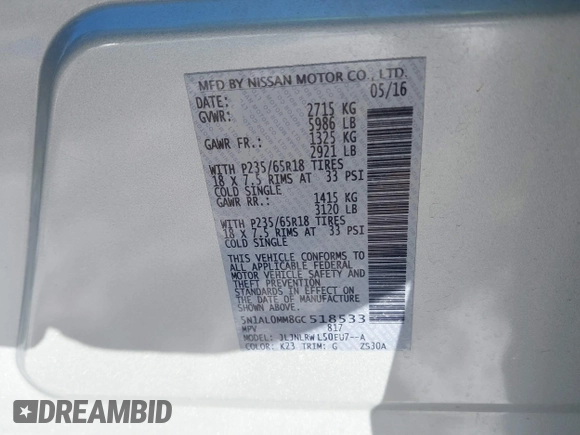 MFD BY NISSAN MOTOR CO., LTD.
DATE: 05/16
GVWR: 2715 KG
5986 LB
GAWR FR.: 1325 KG
2921 LB
WITH P235/65R18 TIRES
18 X 7.5 RIMS AT 33 PSI
COLD SINGLE
GAWR RR.: 1415 KG
3120 LB
WITH P235/65R18 TIRES
18 X 7.5 RIMS AT 33 PSI
COLD SINGLE
THIS VEHICLE CONFORMS TO
ALL APPLICABLE FEDERAL
MOTOR VEHICLE SAFETY AND
THEFT PREVENTION
STANDARDS IN EFFECT ON
THE DATE OF MANUFACTURE
SHOWN ABOVE.
5N1AL0MM8GC518533
MPV 817
MODEL: JLJNLRWL50EU7--A
COLOR: K23 TRIM: G Z530A
DREAMBID